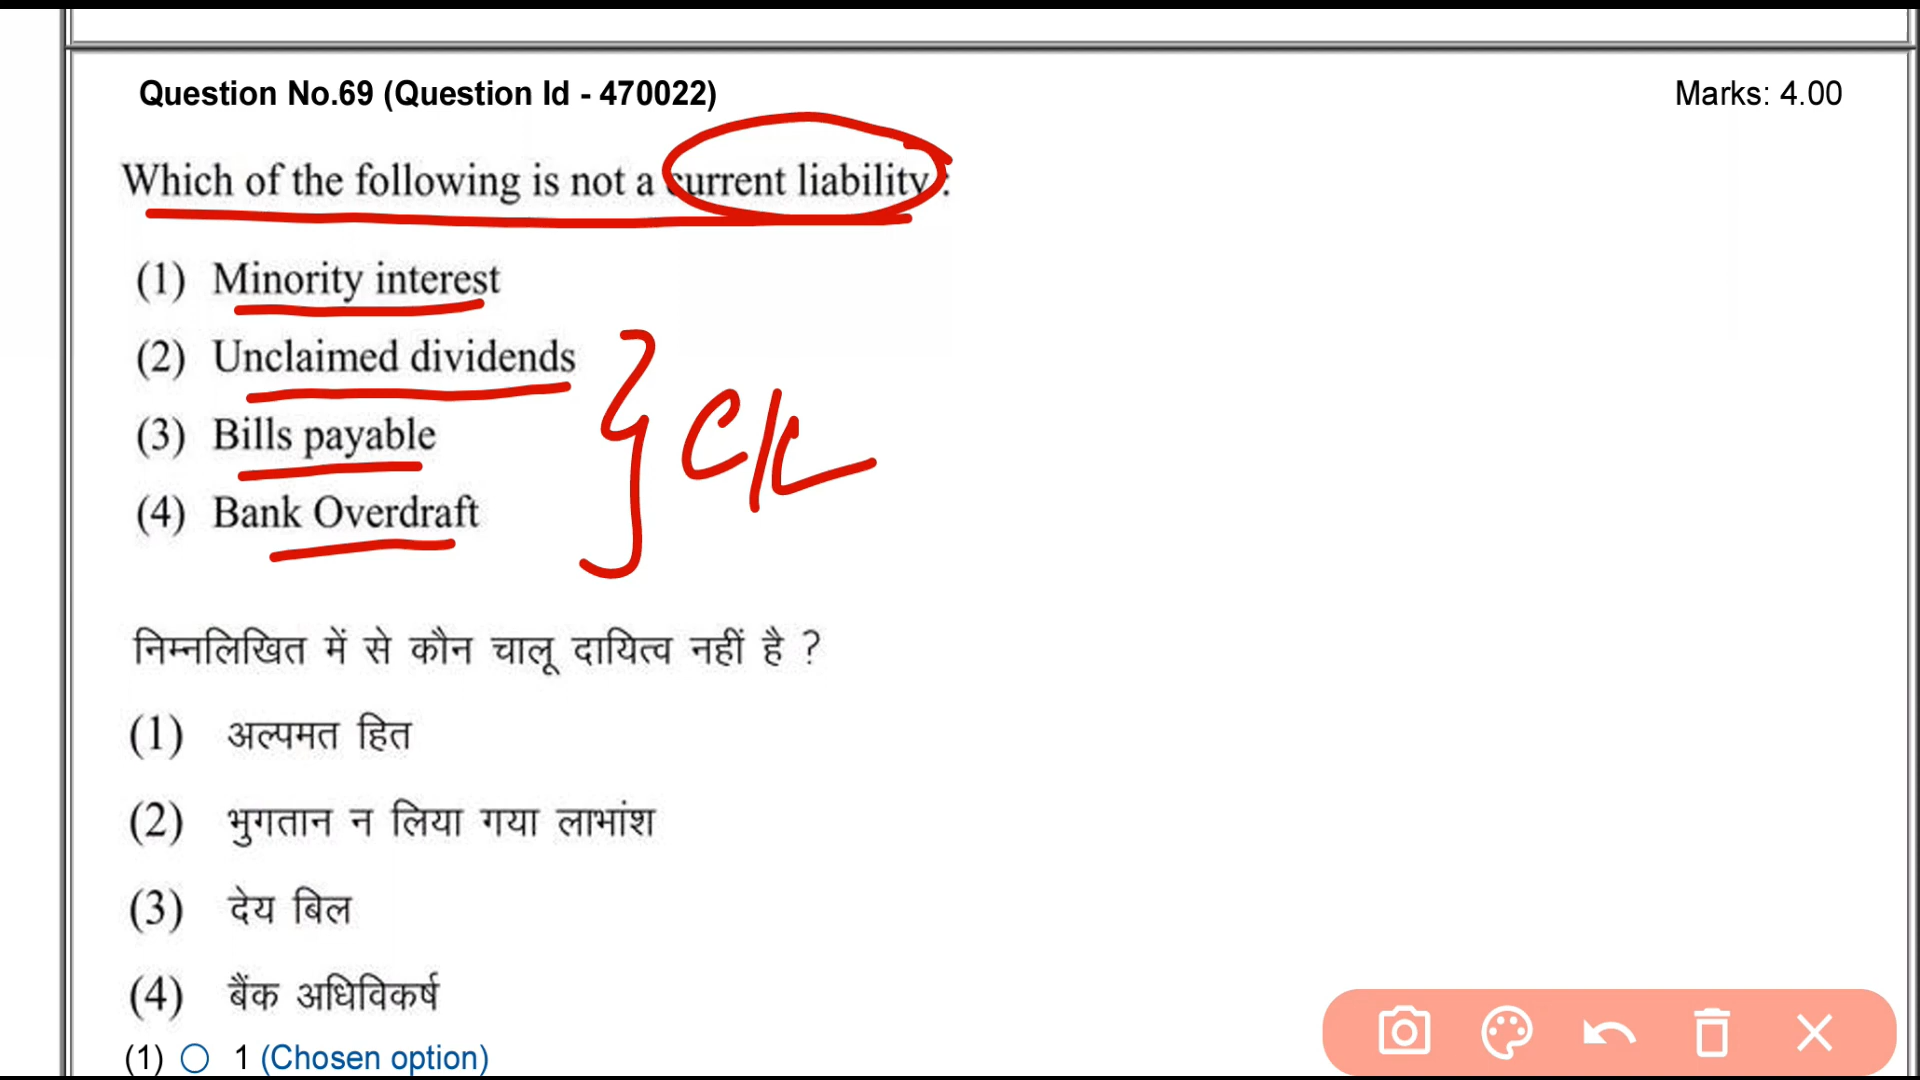 Question No.69 (Question Id - 470022)
Marks: 4.00
Which of the following is not a current liability :
(1) Minority interest
(2) Unclaimed dividends
(3) Bills payable
(4) Bank Overdraft
C/L
निम्नलिखित में से कौन चालू दायित्व नहीं है ?
(1) अल्पमत हित
(2) भुगतान न लिया गया लाभांश
(3) देय बिल
(4) बैंक अधिविकर्ष
(1) 1 (Chosen option)